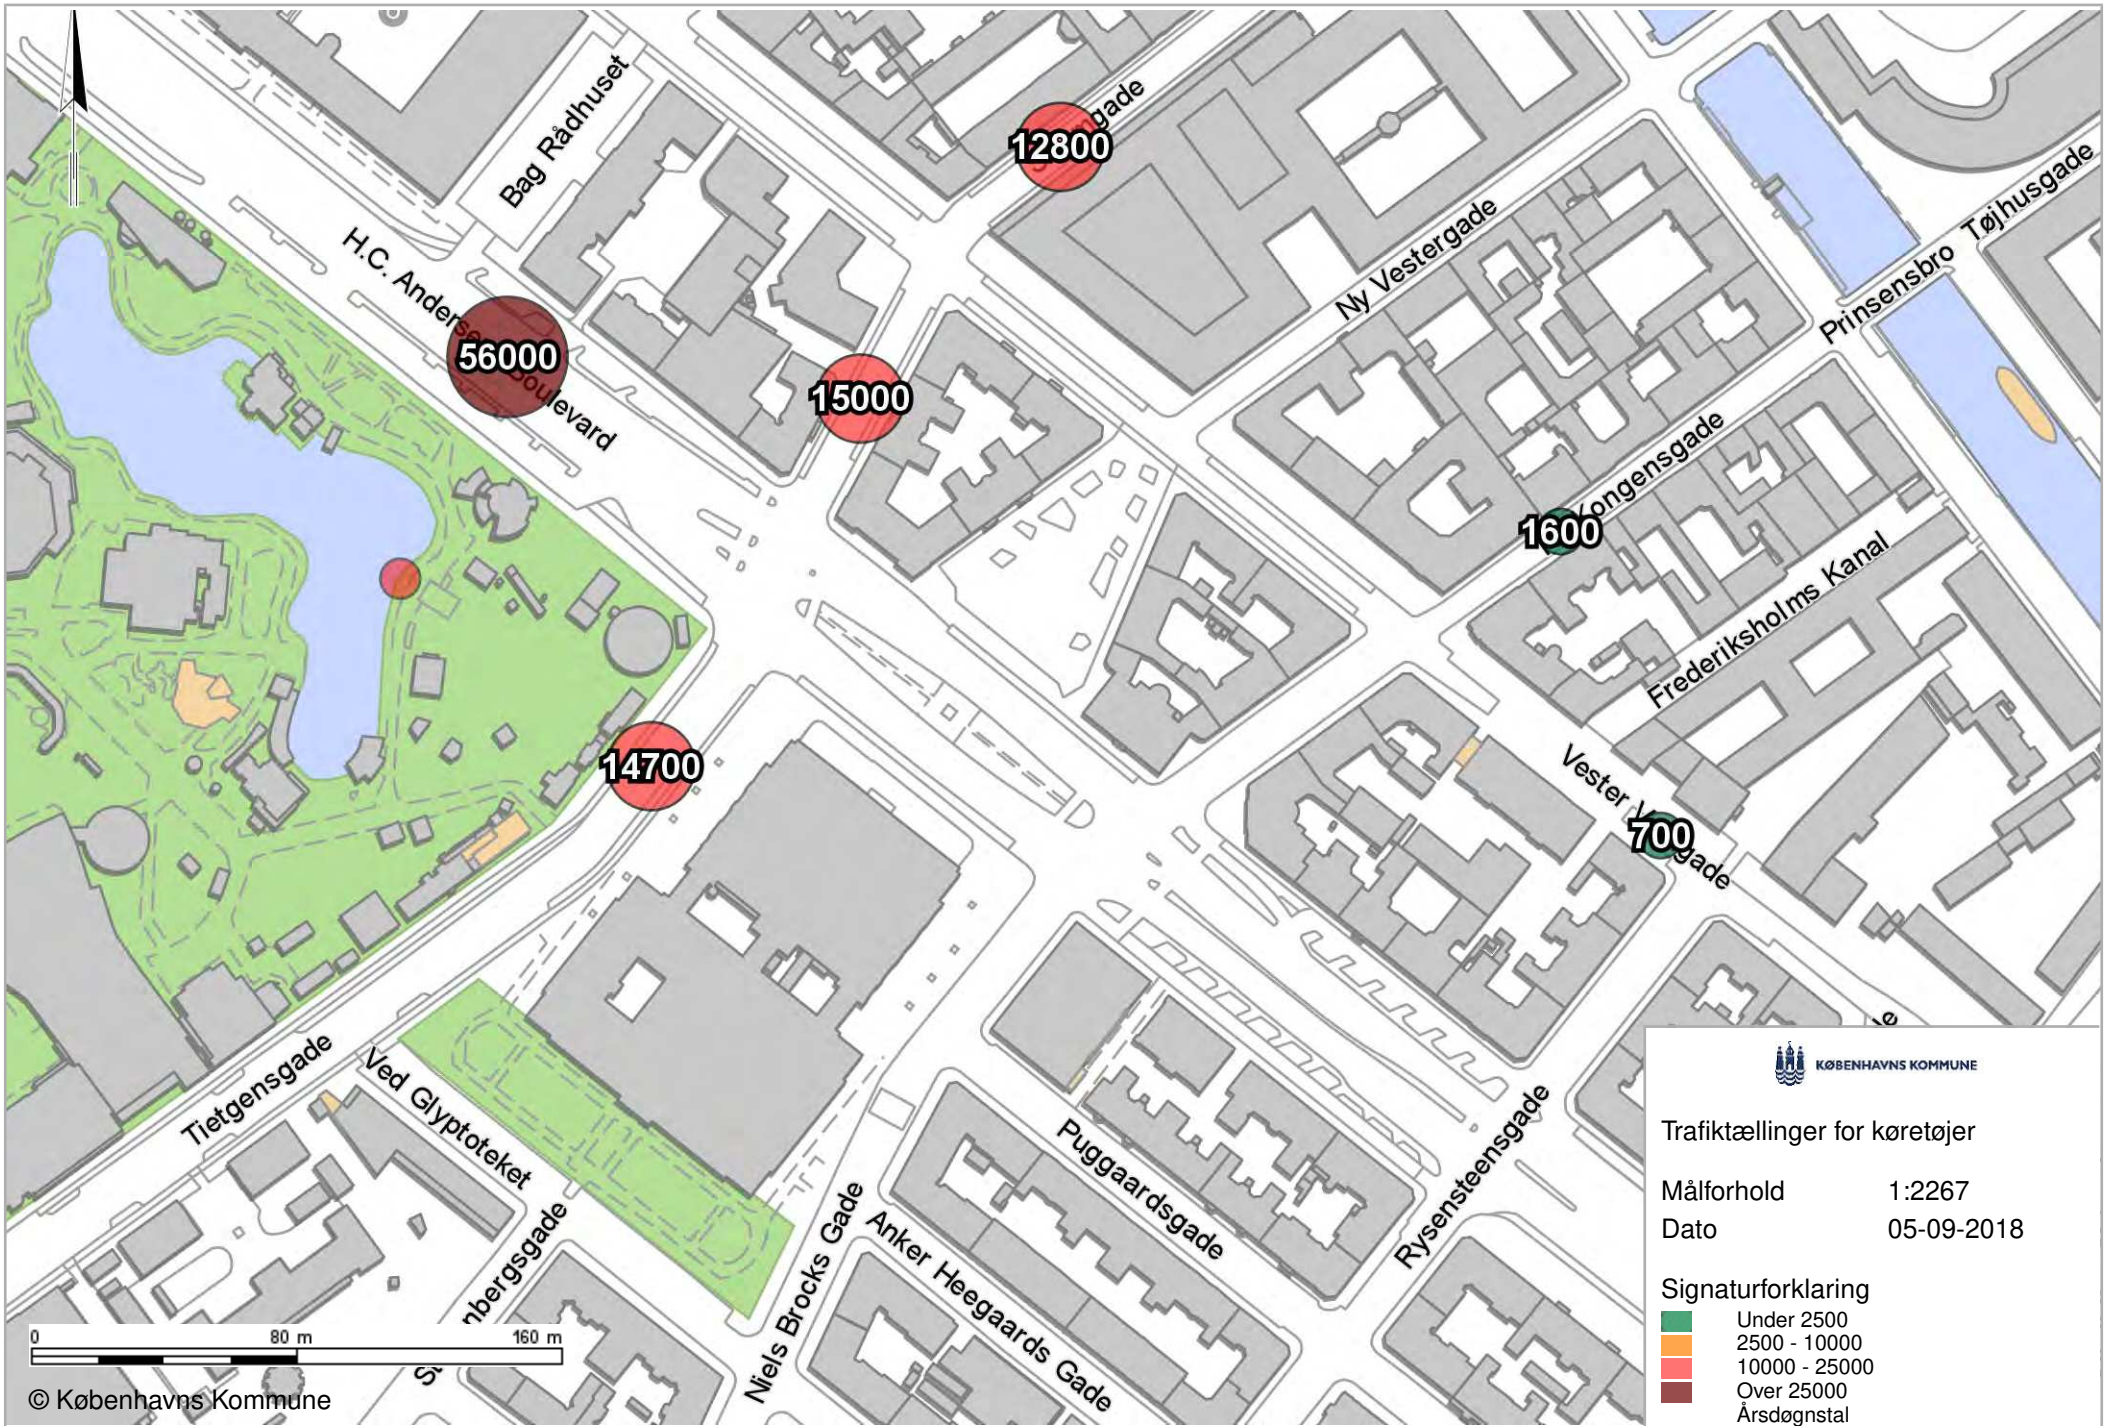 Bag Rådhuset
12800
Ny Vestergade
Prinsensbro
Tøjhusgade
H.C. Andersens Boulevard
56000
15000
1600
Kongensgade
Frederiksholms Kanal
14700
Vester
700
Tietgensgade
Ved Glyptoteket
Puggaardsgade
Rysensteensgade
Niels Brocks Gade
Anker Heegaards Gade
0 80 m 160 m
© Københavns Kommune
KØBENHAVNS KOMMUNE
Trafiktællinger for køretøjer
Målforhold 1:2267
Dato 05-09-2018
Signaturforklaring
Under 2500
2500 - 10000
10000 - 25000
Over 25000
Årsdøgnstal